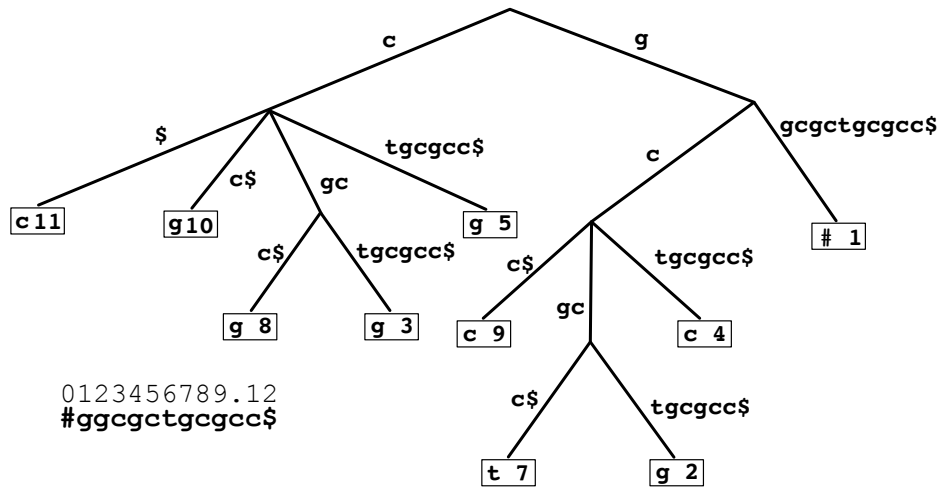 c
g
$
c$
gc
tgcgcc$
c
gcgctgcgcc$
c11
g10
g 5
# 1
c$
tgcgcc$
c$
gc
tgcgcc$
g 8
g 3
c 9
c 4
c$
tgcgcc$
t 7
g 2
0123456789.12
#ggcgctgcgcc$